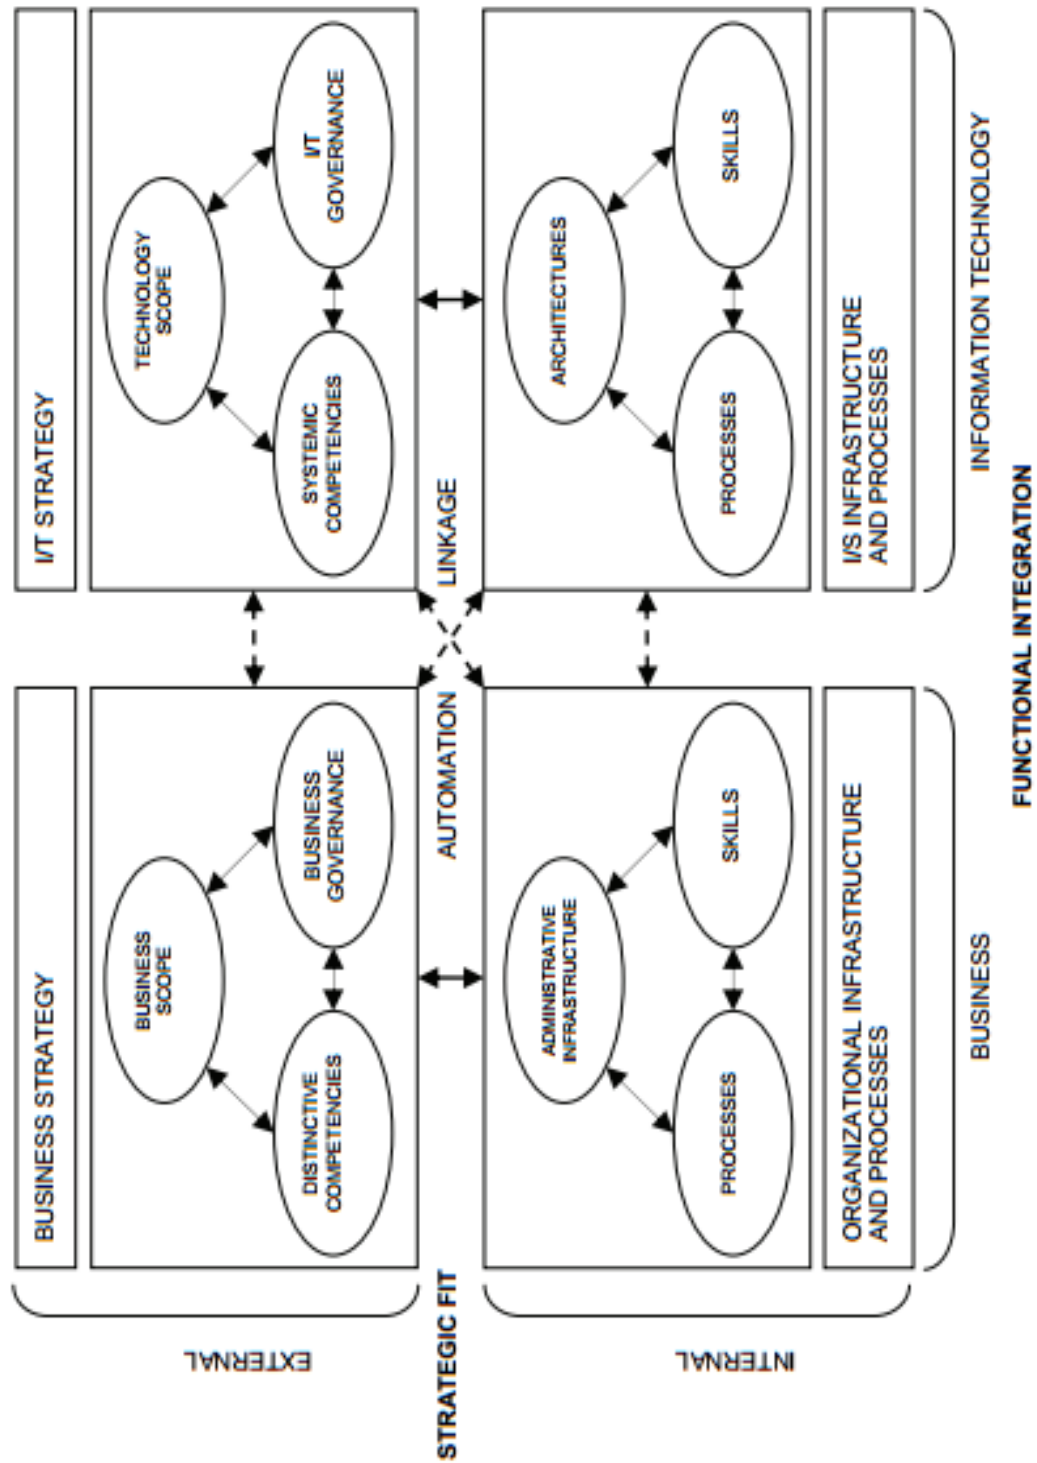 BUSINESS STRATEGY
I/T STRATEGY
EXTERNAL
BUSINESS
SCOPE
DISTINCTIVE
COMPETENCIES
BUSINESS
GOVERNANCE
TECHNOLOGY
SCOPE
SYSTEMIC
COMPETENCIES
I/T
GOVERNANCE
STRATEGIC FIT
AUTOMATION
LINKAGE
INTERNAL
ADMINISTRATIVE
INFRASTRUCTURE
PROCESSES
SKILLS
ARCHITECTURES
PROCESSES
SKILLS
ORGANIZATIONAL INFRASTRUCTURE
AND PROCESSES
I/S INFRASTRUCTURE
AND PROCESSES
BUSINESS
INFORMATION TECHNOLOGY
FUNCTIONAL INTEGRATION